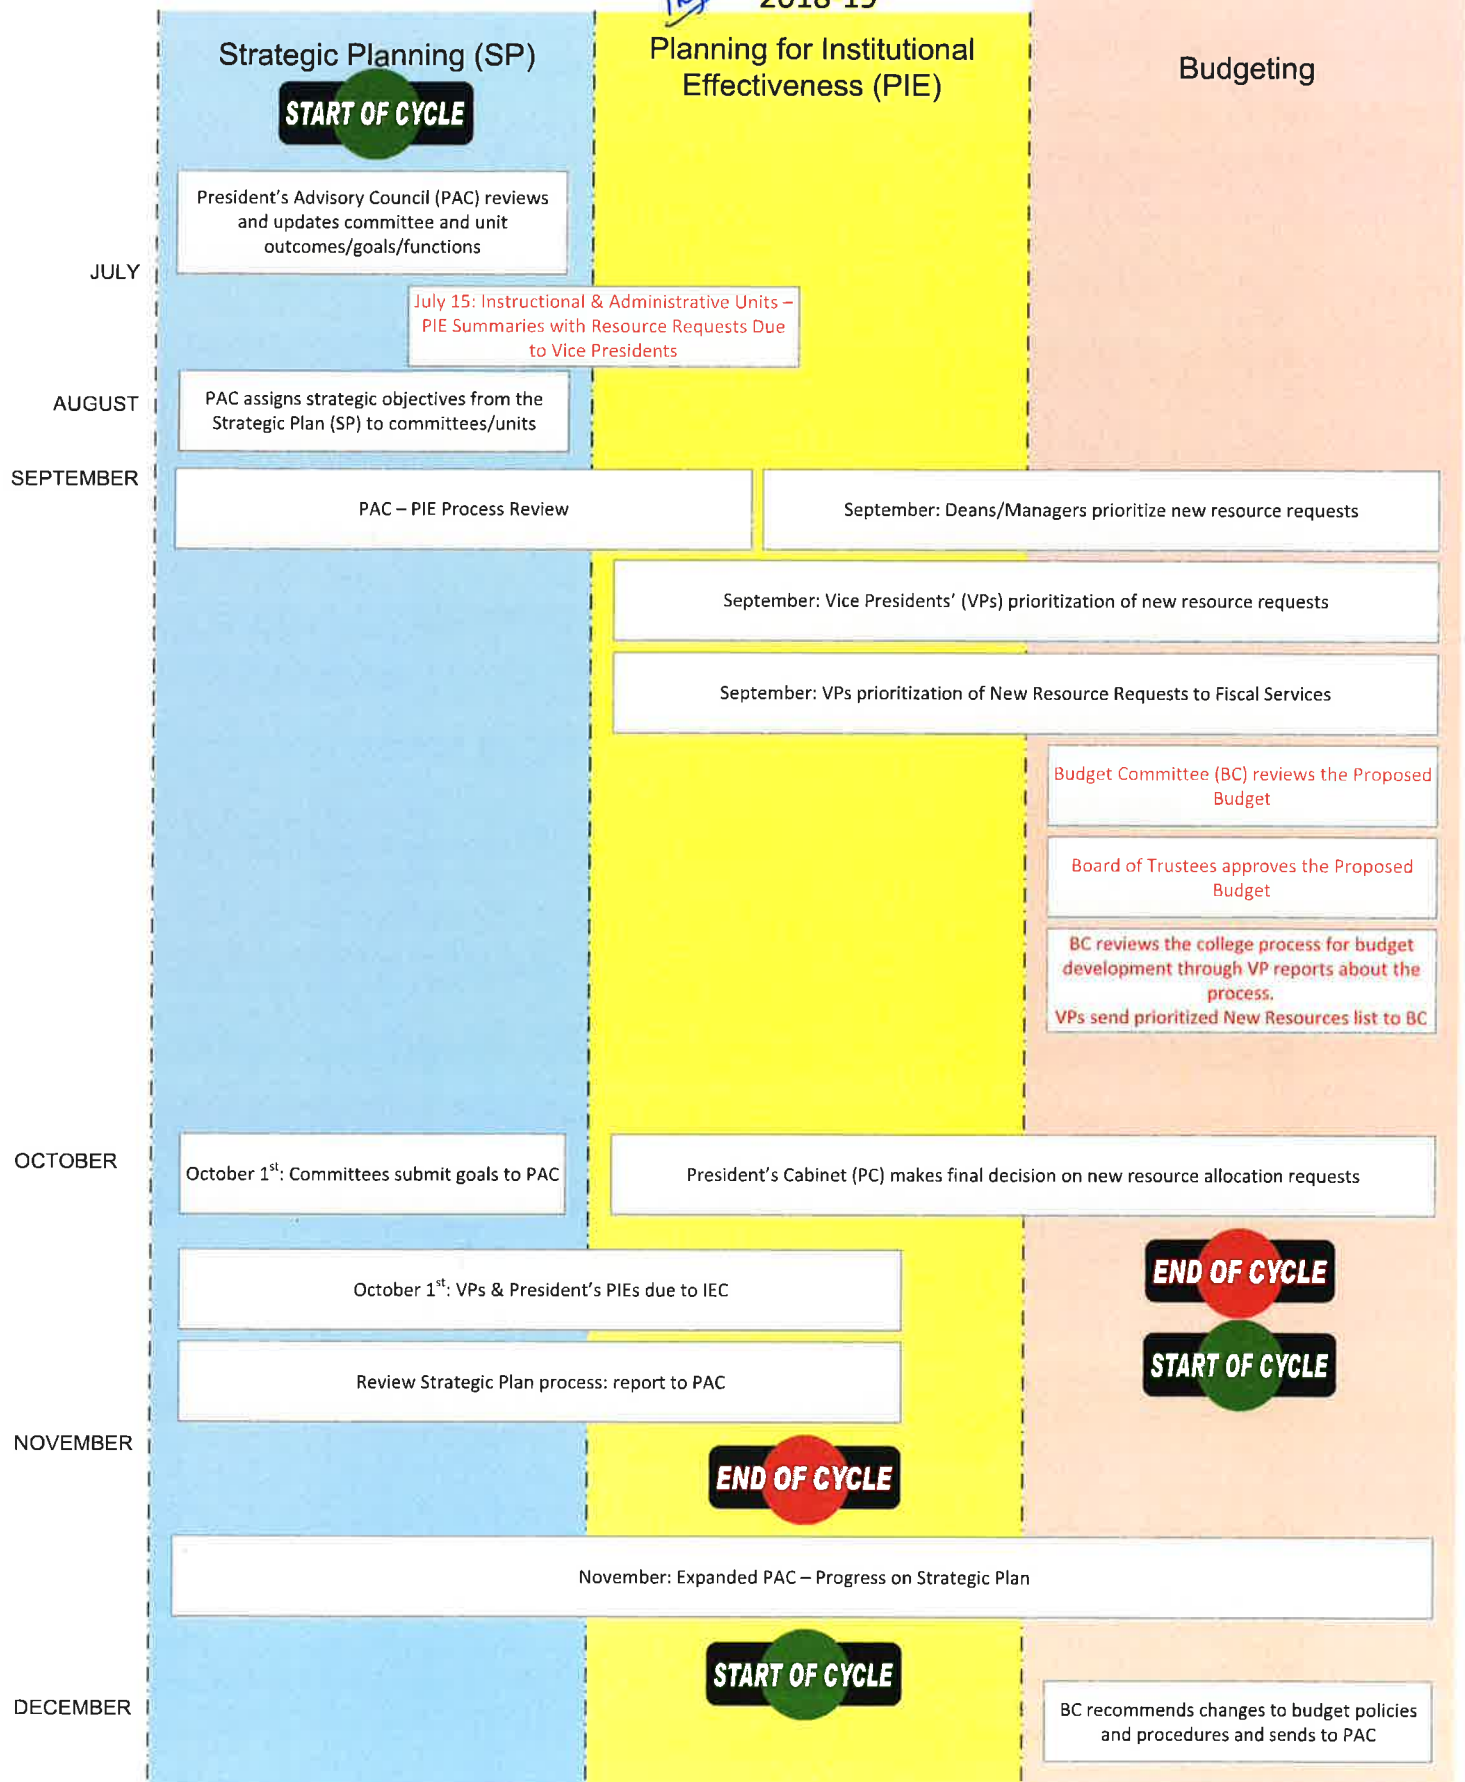 2018-19
Strategic Planning (SP)
Planning for Institutional
Effectiveness (PIE)
Budgeting
START OF CYCLE
President's Advisory Council (PAC) reviews
and updates committee and unit
outcomes/goals/functions
JULY
July 15: Instructional & Administrative Units –
PIE Summaries with Resource Requests Due
to Vice Presidents
AUGUST
PAC assigns strategic objectives from the
Strategic Plan (SP) to committees/units
SEPTEMBER
PAC – PIE Process Review
September: Deans/Managers prioritize new resource requests
September: Vice Presidents' (VPs) prioritization of new resource requests
September: VPs prioritization of New Resource Requests to Fiscal Services
Budget Committee (BC) reviews the Proposed
Budget
Board of Trustees approves the Proposed
Budget
BC reviews the college process for budget
development through VP reports about the
process.
VPs send prioritized New Resources list to BC
OCTOBER
October 1st: Committees submit goals to PAC
President's Cabinet (PC) makes final decision on new resource allocation requests
October 1st: VPs & President's PIEs due to IEC
END OF CYCLE
START OF CYCLE
Review Strategic Plan process: report to PAC
NOVEMBER
END OF CYCLE
November: Expanded PAC – Progress on Strategic Plan
START OF CYCLE
DECEMBER
BC recommends changes to budget policies
and procedures and sends to PAC